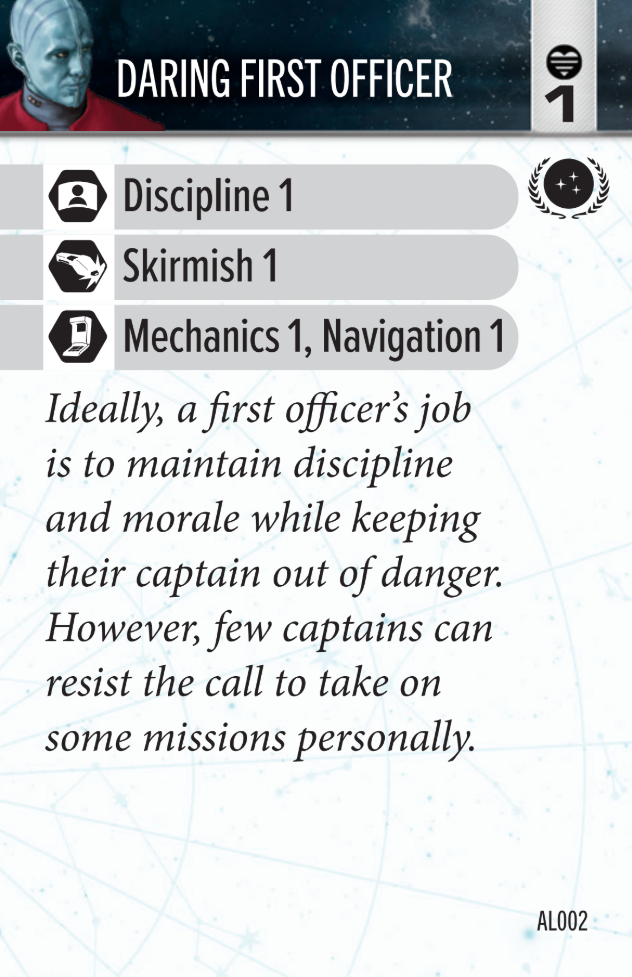 DARING FIRST OFFICER
1
Discipline 1
Skirmish 1
Mechanics 1, Navigation 1
Ideally, a first officer’s job
is to maintain discipline
and morale while keeping
their captain out of danger.
However, few captains can
resist the call to take on
some missions personally.
AL002